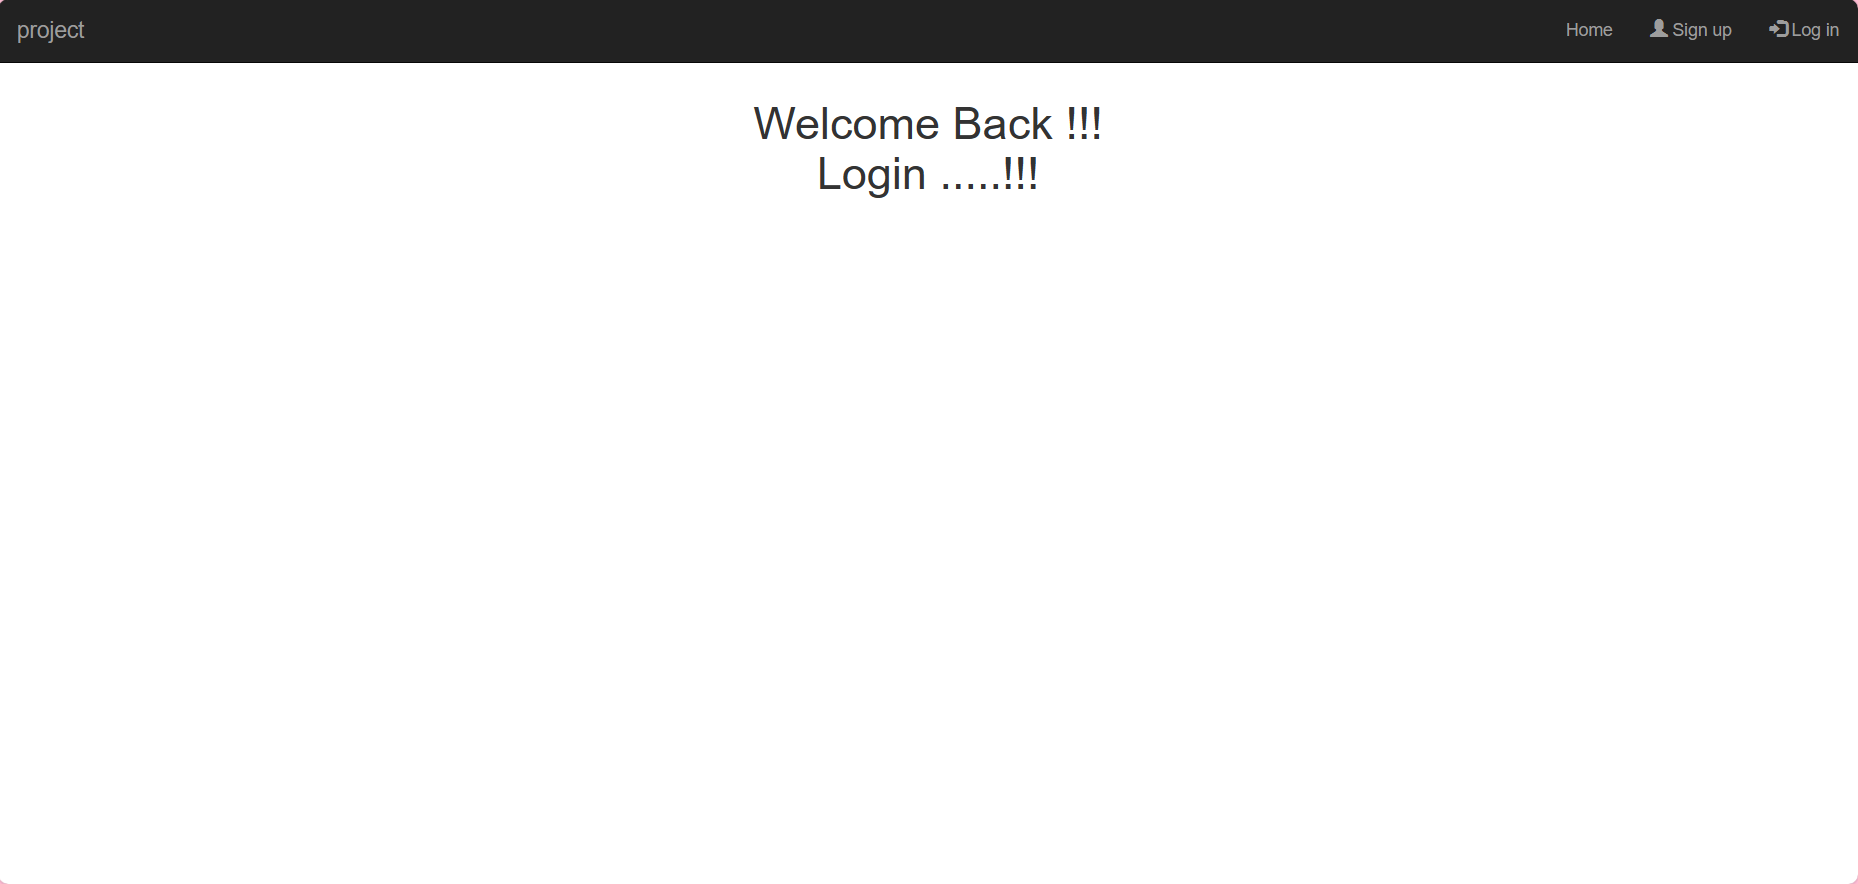 project Home Sign up Log in
Welcome Back !!!
Login .....!!!